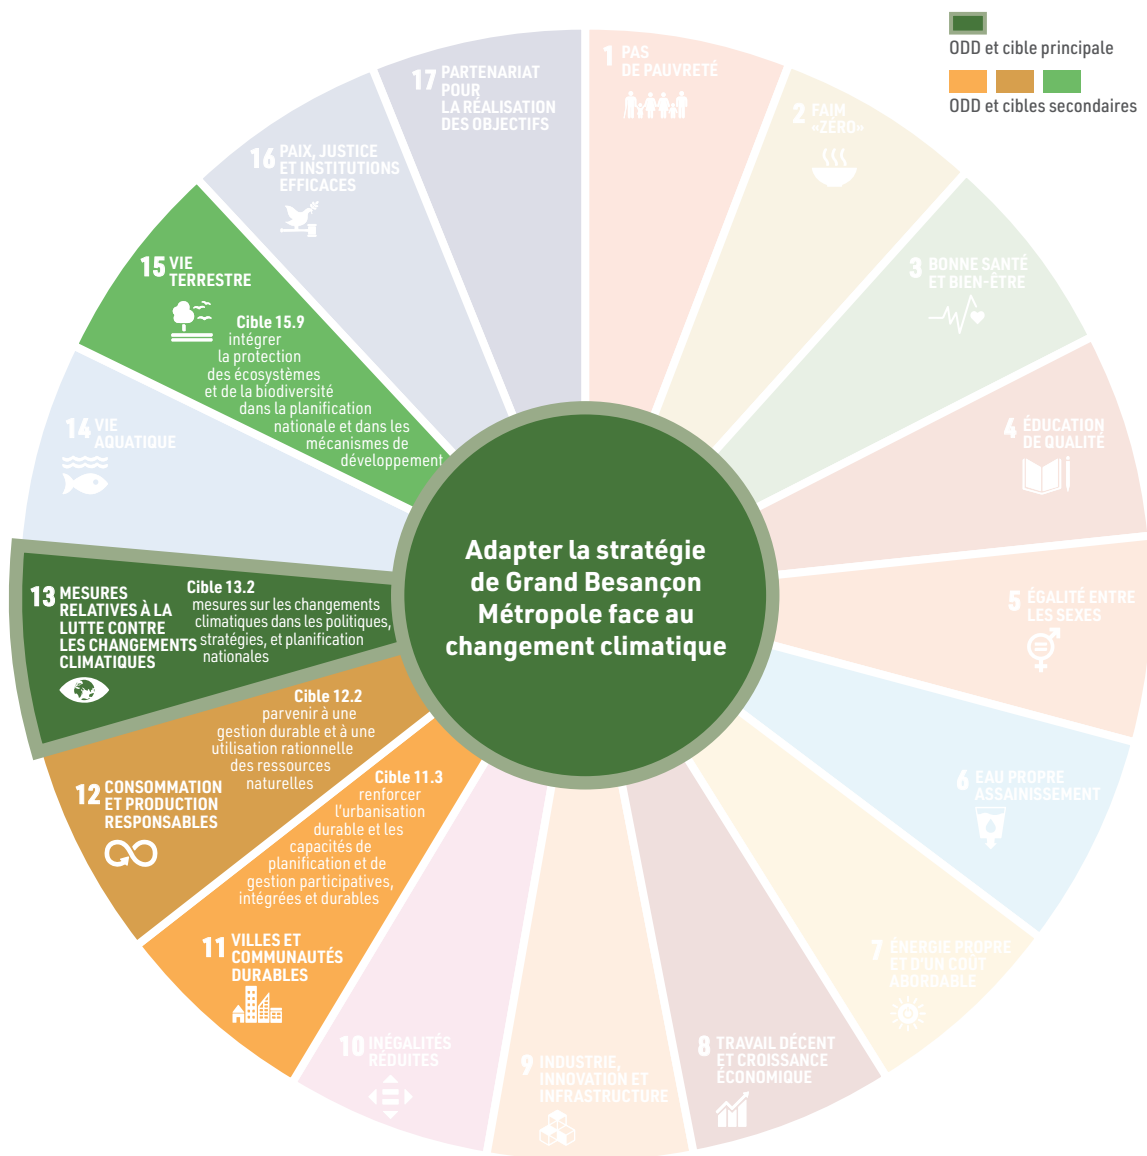 ODD et cible principale
ODD et cibles secondaires
1 PAS
DE PAUVRETÉ
2 FAIM
«ZÉRO»
3 BONNE SANTÉ
ET BIEN-ÊTRE
4 ÉDUCATION
DE QUALITÉ
5 ÉGALITÉ ENTRE
LES SEXES
6 EAU PROPRE
ASSAINISSEMENT
7 ÉNERGIE PROPRE
ET D'UN COÛT
ABORDABLE
8 TRAVAIL DÉCENT
ET CROISSANCE
ÉCONOMIQUE
9 INDUSTRIE,
INNOVATION ET
INFRASTRUCTURE
10 INÉGALITÉS
RÉDUITES
11 VILLES ET
COMMUNAUTÉS
DURABLES
Cible 11.3
renforcer
l'urbanisation
durable et les
capacités de
planification et de
gestion participatives,
intégrées et durables
12 CONSOMMATION
ET PRODUCTION
RESPONSABLES
Cible 12.2
parvenir à une
gestion durable et à une
utilisation rationnelle
des ressources
naturelles
13 MESURES
RELATIVES À LA
LUTTE CONTRE
LES CHANGEMENTS
CLIMATIQUES
Cible 13.2
mesures sur les changements
climatiques dans les politiques,
stratégies, et planification
nationales
14 VIE
AQUATIQUE
15 VIE
TERRESTRE
Cible 15.9
intégrer
la protection
des écosystèmes
et de la biodiversité
dans la planification
nationale et dans les
mécanismes de
développement
16 PAIX, JUSTICE
ET INSTITUTIONS
EFFICACES
17 PARTENARIAT
POUR
LA RÉALISATION
DES OBJECTIFS
Adapter la stratégie
de Grand Besançon
Métropole face au
changement climatique